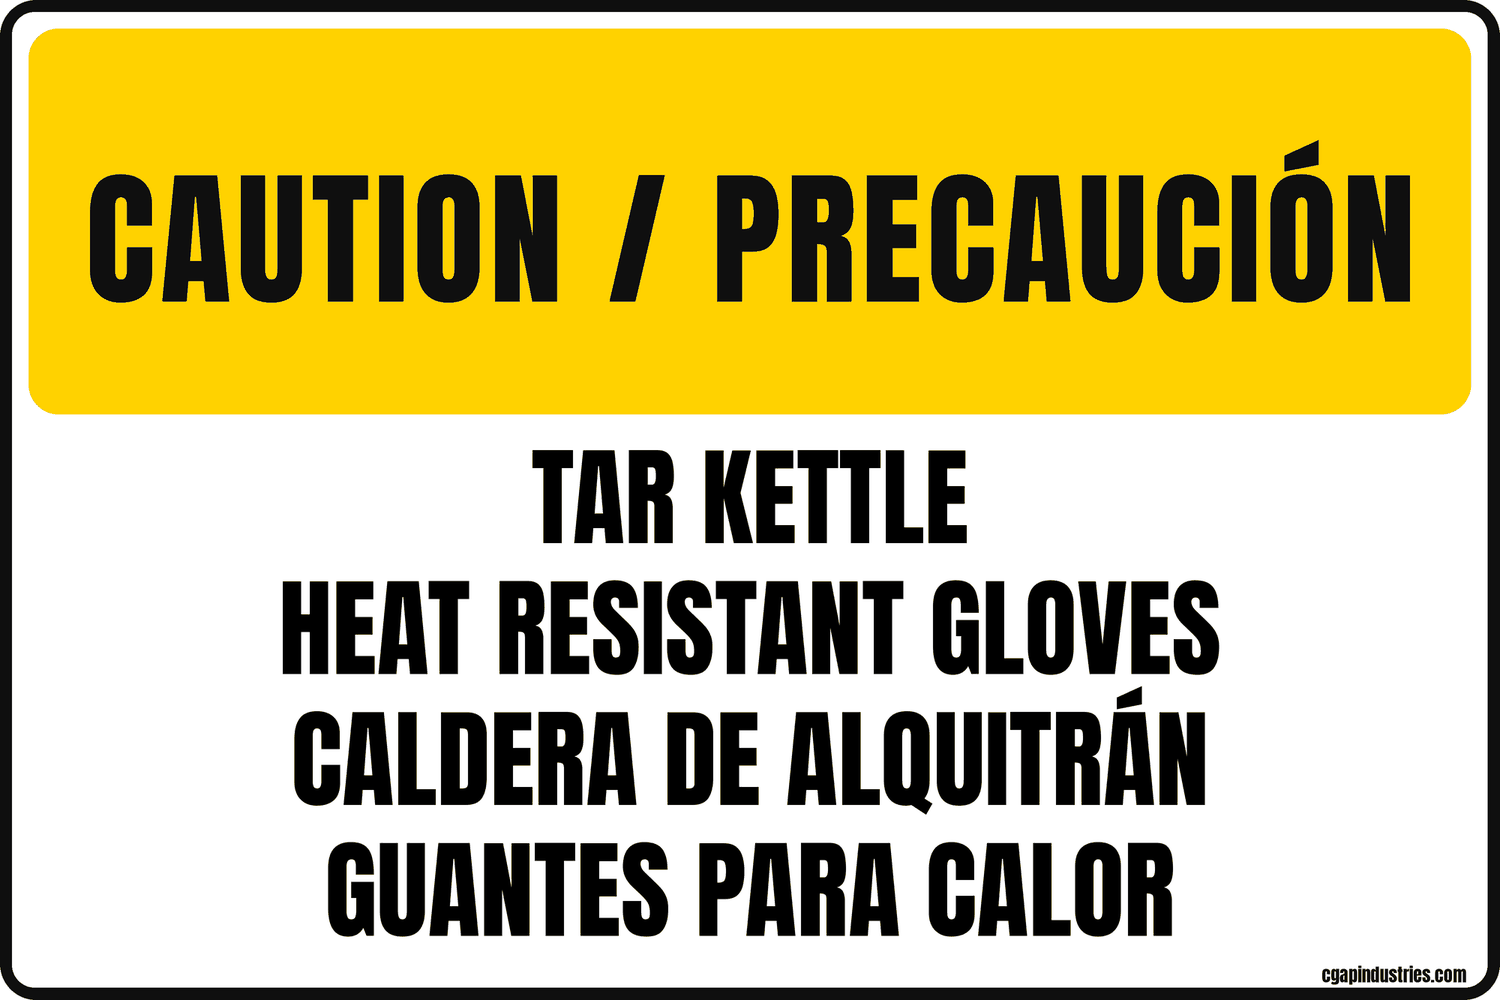 CAUTION / PRECAUCIÓN
TAR KETTLE
HEAT RESISTANT GLOVES
CALDERA DE ALQUITRÁN
GUANTES PARA CALOR
cgapindustries.com